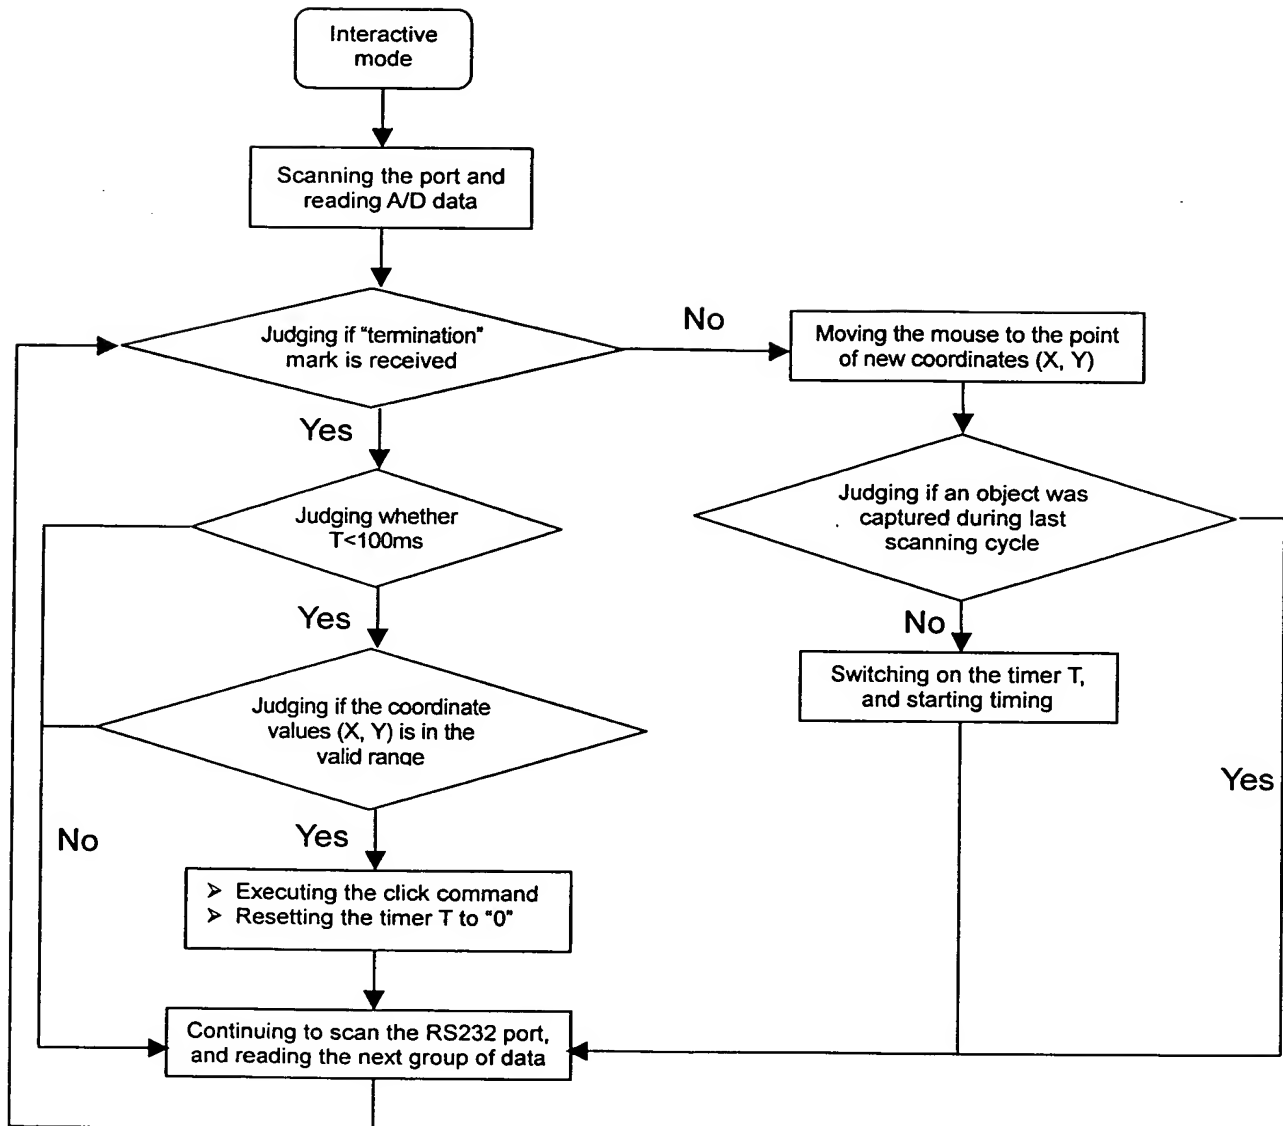 Interactive
mode
Scanning the port and
reading A/D data
Judging if "termination"
mark is received
No
Moving the mouse to the point
of new coordinates (X, Y)
Yes
Judging whether
T<100ms
Judging if an object was
captured during last
scanning cycle
Yes
No
Judging if the coordinate
values (X, Y) is in the
valid range
Switching on the timer T,
and starting timing
Yes
No
Yes
➢ Executing the click command
➢ Resetting the timer T to "0"
Continuing to scan the RS232 port,
and reading the next group of data